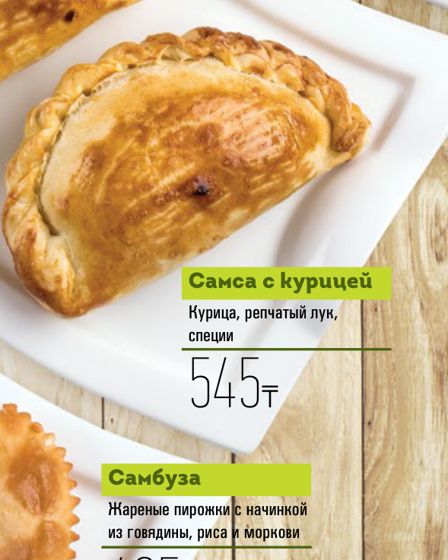 Самса с курицей
Курица, репчатый лук,
специи
545₸
Самбуза
Жареные пирожки с начинкой
из говядины, риса и моркови